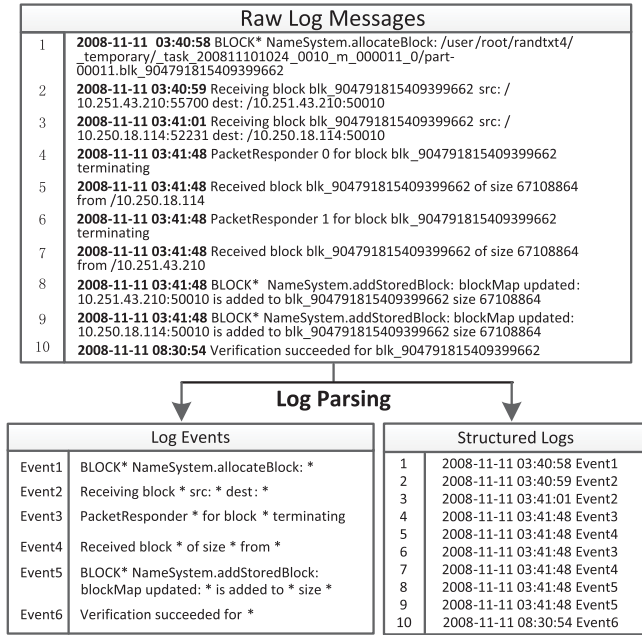 Raw Log Messages
1 2008-11-11 03:40:58 BLOCK* NameSystem.allocateBlock: /user/root/randtxt4/
_temporary/_task_200811101024_0010_m_000011_0/part-
00011.blk_904791815409399662
2 2008-11-11 03:40:59 Receiving block blk_904791815409399662 src: /
10.251.43.210:55700 dest: /10.251.43.210:50010
3 2008-11-11 03:41:01 Receiving block blk_904791815409399662 src: /
10.250.18.114:52231 dest: /10.250.18.114:50010
4 2008-11-11 03:41:48 PacketResponder 0 for block blk_904791815409399662
terminating
5 2008-11-11 03:41:48 Received block blk_904791815409399662 of size 67108864
from /10.250.18.114
6 2008-11-11 03:41:48 PacketResponder 1 for block blk_904791815409399662
terminating
7 2008-11-11 03:41:48 Received block blk_904791815409399662 of size 67108864
from /10.251.43.210
8 2008-11-11 03:41:48 BLOCK* NameSystem.addStoredBlock: blockMap updated:
10.251.43.210:50010 is added to blk_904791815409399662 size 67108864
9 2008-11-11 03:41:48 BLOCK* NameSystem.addStoredBlock: blockMap updated:
10.250.18.114:50010 is added to blk_904791815409399662 size 67108864
10 2008-11-11 08:30:54 Verification succeeded for blk_904791815409399662
Log Parsing
Log Events
Event1 BLOCK* NameSystem.allocateBlock: *
Event2 Receiving block * src: * dest: *
Event3 PacketResponder * for block * terminating
Event4 Received block * of size * from *
Event5 BLOCK* NameSystem.addStoredBlock:
blockMap updated: * is added to * size *
Event6 Verification succeeded for *
Structured Logs
1 2008-11-11 03:40:58 Event1
2 2008-11-11 03:40:59 Event2
3 2008-11-11 03:41:01 Event2
4 2008-11-11 03:41:48 Event3
5 2008-11-11 03:41:48 Event4
6 2008-11-11 03:41:48 Event3
7 2008-11-11 03:41:48 Event4
8 2008-11-11 03:41:48 Event5
9 2008-11-11 03:41:48 Event5
10 2008-11-11 08:30:54 Event6